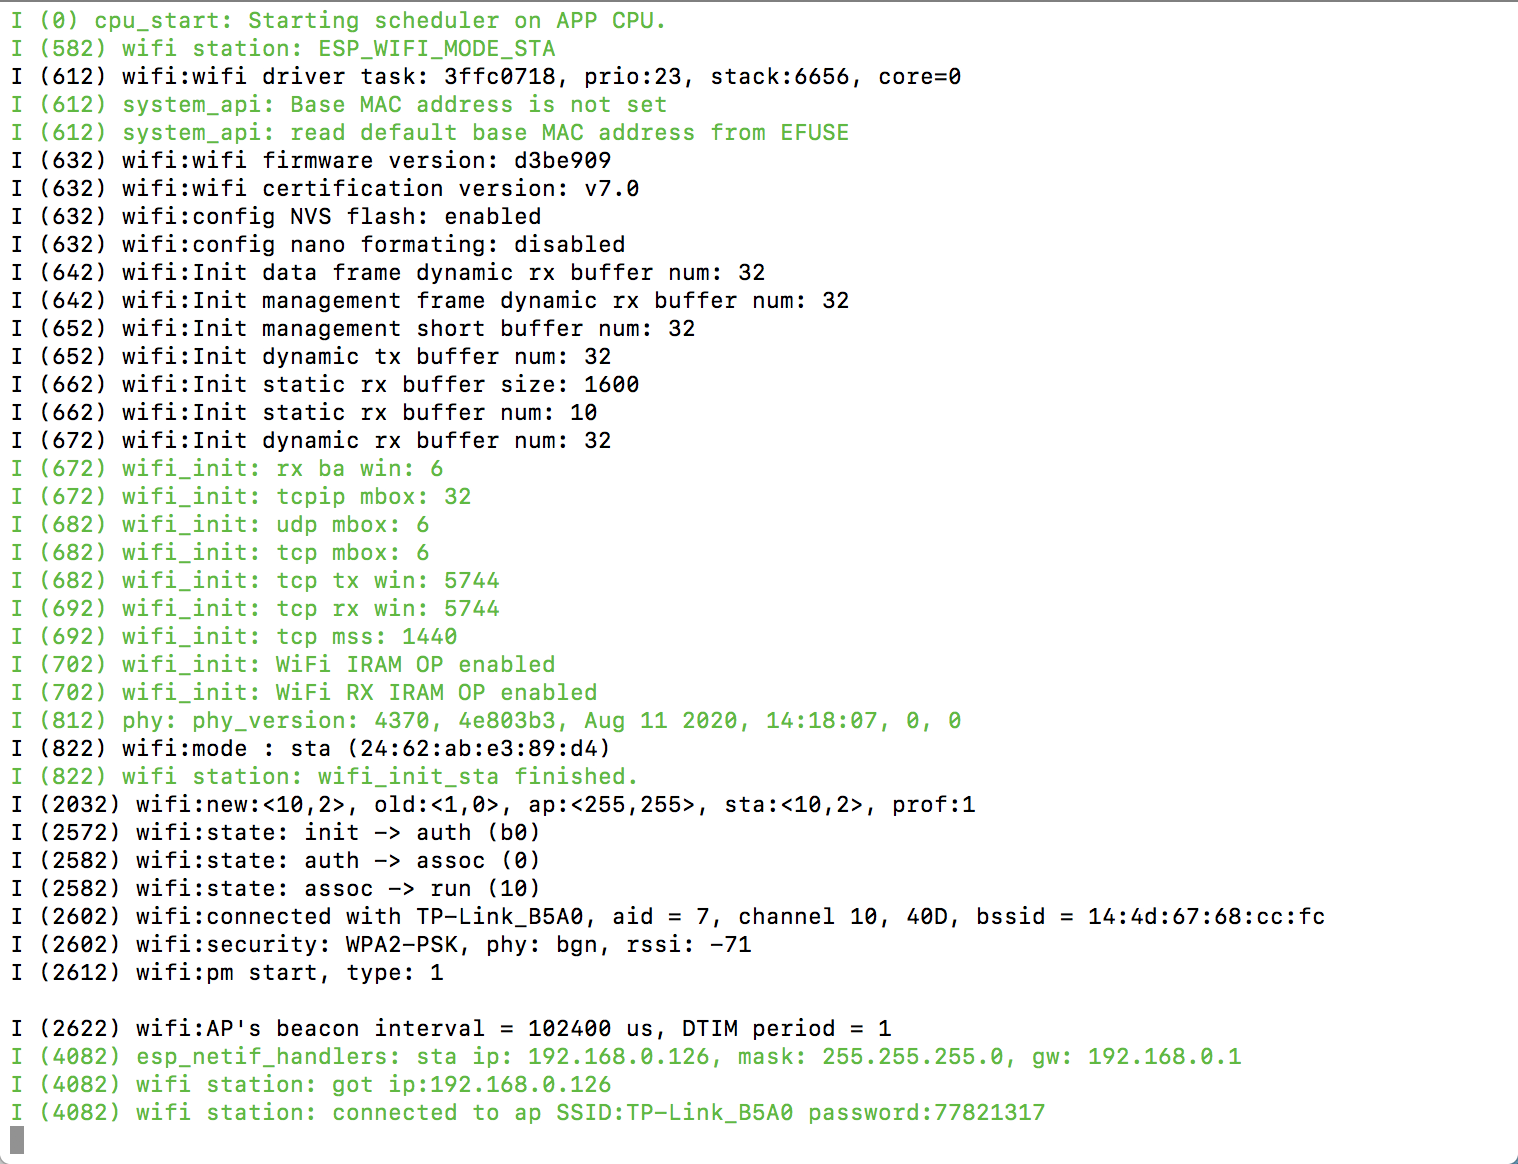 I (0) cpu_start: Starting scheduler on APP CPU.
I (582) wifi station: ESP_WIFI_MODE_STA
I (612) wifi:wifi driver task: 3ffc0718, prio:23, stack:6656, core=0
I (612) system_api: Base MAC address is not set
I (612) system_api: read default base MAC address from EFUSE
I (632) wifi:wifi firmware version: d3be909
I (632) wifi:wifi certification version: v7.0
I (632) wifi:config NVS flash: enabled
I (632) wifi:config nano formating: disabled
I (642) wifi:Init data frame dynamic rx buffer num: 32
I (642) wifi:Init management frame dynamic rx buffer num: 32
I (652) wifi:Init management short buffer num: 32
I (652) wifi:Init dynamic tx buffer num: 32
I (662) wifi:Init static rx buffer size: 1600
I (662) wifi:Init static rx buffer num: 10
I (672) wifi:Init dynamic rx buffer num: 32
I (672) wifi_init: rx ba win: 6
I (672) wifi_init: tcpip mbox: 32
I (682) wifi_init: udp mbox: 6
I (682) wifi_init: tcp mbox: 6
I (682) wifi_init: tcp tx win: 5744
I (692) wifi_init: tcp rx win: 5744
I (692) wifi_init: tcp mss: 1440
I (702) wifi_init: WiFi IRAM OP enabled
I (702) wifi_init: WiFi RX IRAM OP enabled
I (812) phy: phy_version: 4370, 4e803b3, Aug 11 2020, 14:18:07, 0, 0
I (822) wifi:mode : sta (24:62:ab:e3:89:d4)
I (822) wifi station: wifi_init_sta finished.
I (2032) wifi:new:<10,2>, old:<1,0>, ap:<255,255>, sta:<10,2>, prof:1
I (2572) wifi:state: init -> auth (b0)
I (2582) wifi:state: auth -> assoc (0)
I (2582) wifi:state: assoc -> run (10)
I (2602) wifi:connected with TP-Link_B5A0, aid = 7, channel 10, 40D, bssid = 14:4d:67:68:cc:fc
I (2602) wifi:security: WPA2-PSK, phy: bgn, rssi: -71
I (2612) wifi:pm start, type: 1
I (2622) wifi:AP's beacon interval = 102400 us, DTIM period = 1
I (4082) esp_netif_handlers: sta ip: 192.168.0.126, mask: 255.255.255.0, gw: 192.168.0.1
I (4082) wifi station: got ip:192.168.0.126
I (4082) wifi station: connected to ap SSID:TP-Link_B5A0 password:77821317